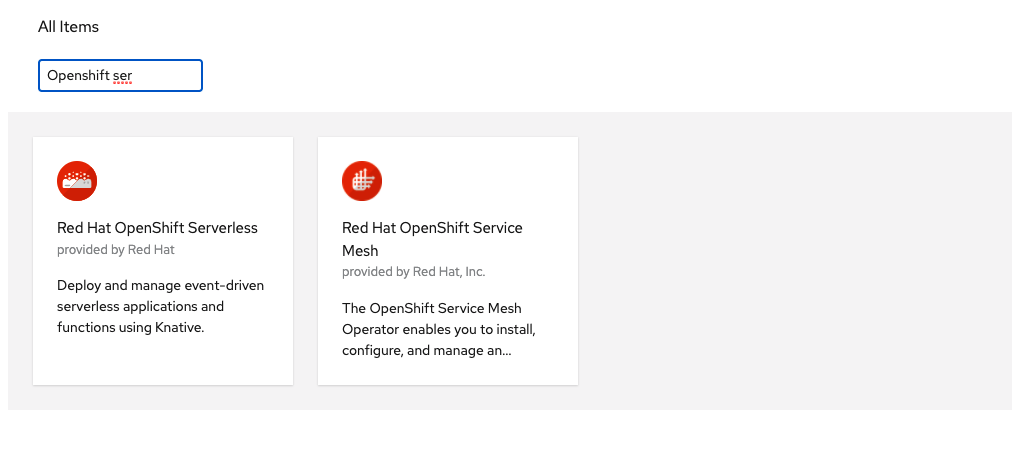 All Items
Openshift ser
Red Hat OpenShift Serverless
provided by Red Hat
Deploy and manage event-driven
serverless applications and
functions using Knative.
Red Hat OpenShift Service
Mesh
provided by Red Hat, Inc.
The OpenShift Service Mesh
Operator enables you to install,
configure, and manage an...